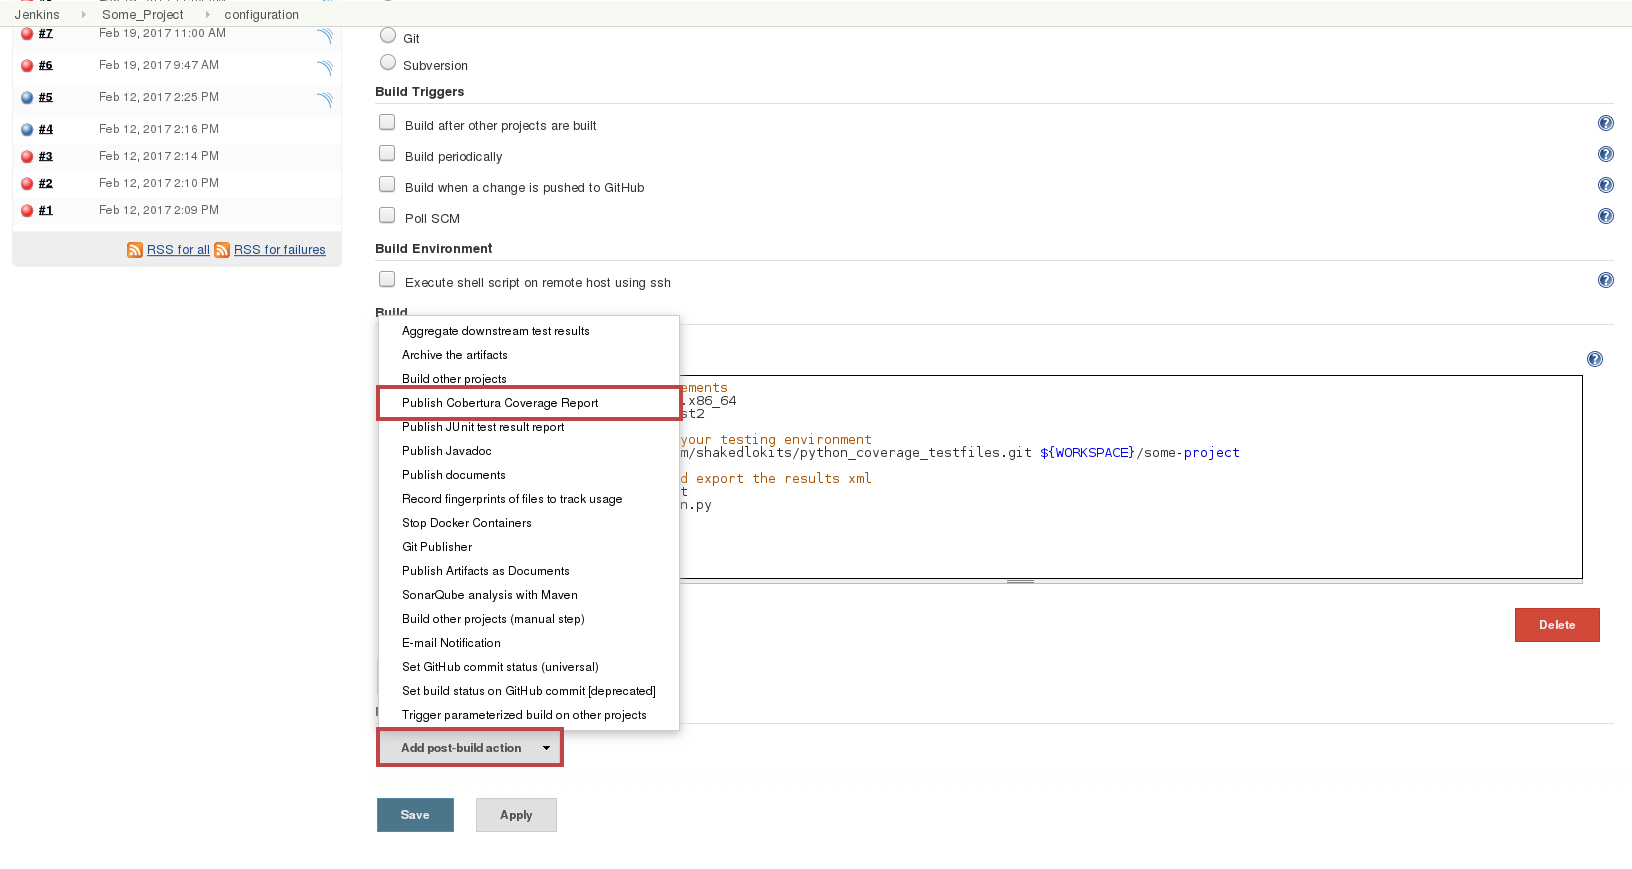 Jenkins Some_Project configuration
#7 Feb 19, 2017 11:00 AM
#6 Feb 19, 2017 9:47 AM
#5 Feb 12, 2017 2:25 PM
#4 Feb 12, 2017 2:16 PM
#3 Feb 12, 2017 2:14 PM
#2 Feb 12, 2017 2:10 PM
#1 Feb 12, 2017 2:09 PM
RSS for all RSS for failures
Git
Subversion
Build Triggers
Build after other projects are built
Build periodically
Build when a change is pushed to GitHub
Poll SCM
Build Environment
Execute shell script on remote host using ssh
Build
Aggregate downstream test results
Archive the artifacts
Build other projects
Publish Cobertura Coverage Report
Publish JUnit test result report
Publish Javadoc
Publish documents
Record fingerprints of files to track usage
Stop Docker Containers
Git Publisher
Publish Artifacts as Documents
SonarQube analysis with Maven
Build other projects (manual step)
E-mail Notification
Set GitHub commit status (universal)
Set build status on GitHub commit [deprecated]
Trigger parameterized build on other projects
ements
.x86_64
st2
your testing environment
m/shakedlokits/python_coverage_testfiles.git ${WORKSPACE}/some-project
d export the results xml
t
n.py
Delete
Add post-build action
Save Apply